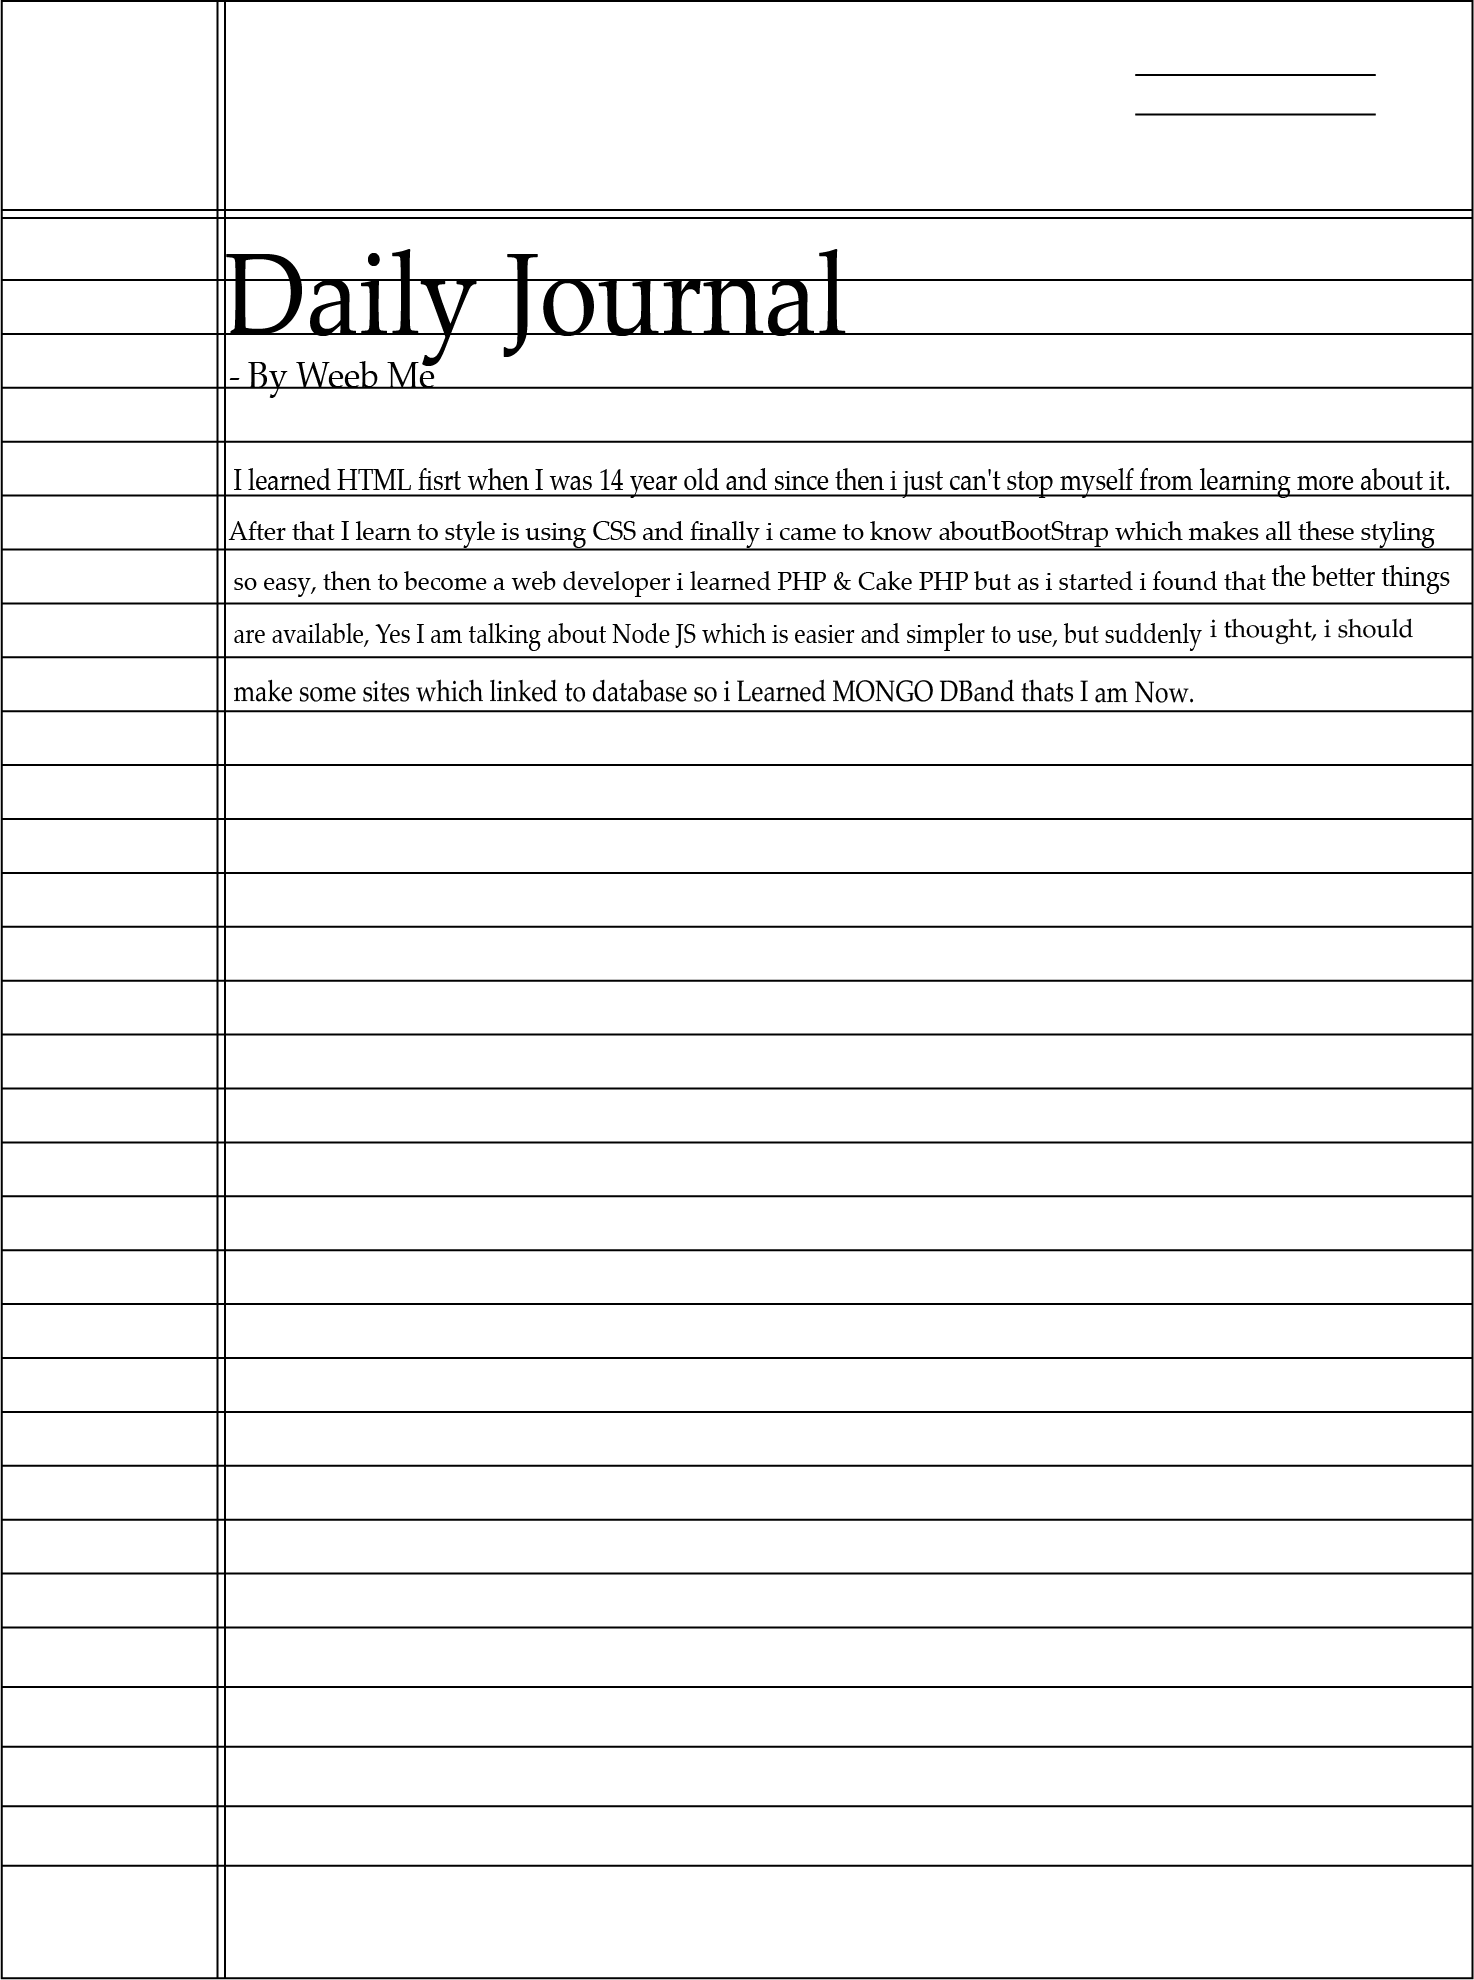 Daily Journal
- By Weeb Me
I learned HTML fisrt when I was 14 year old and since then i just can't stop myself from learning more about it.
After that I learn to style is using CSS and finally i came to know aboutBootStrap which makes all these styling
so easy, then to become a web developer i learned PHP & Cake PHP but as i started i found that the better things
are available, Yes I am talking about Node JS which is easier and simpler to use, but suddenly i thought, i should
make some sites which linked to database so i Learned MONGO DBand thats I am Now.